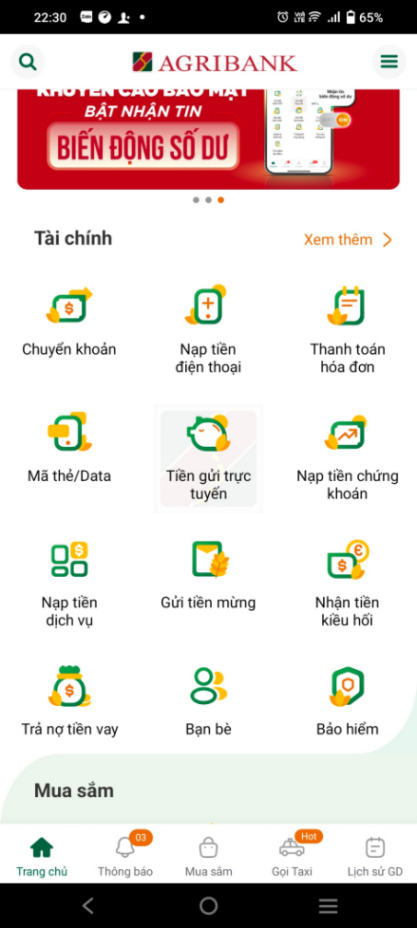 22:30
65%
AGRIBANK
KHUYẾN CÁO BẢO MẬT
BẬT NHẬN TIN
BIẾN ĐỘNG SỐ DƯ
Tài chính
Xem thêm
Chuyển khoản
Nạp tiền
điện thoại
Thanh toán
hóa đơn
Mã thẻ/Data
Tiền gửi trực
tuyến
Nạp tiền chứng
khoán
Nạp tiền
dịch vụ
Gửi tiền mừng
Nhận tiền
kiều hối
Trả nợ tiền vay
Bạn bè
Bảo hiểm
Mua sắm
03
Hot
Trang chủ
Thông báo
Mua sắm
Gọi Taxi
Lịch sử GD